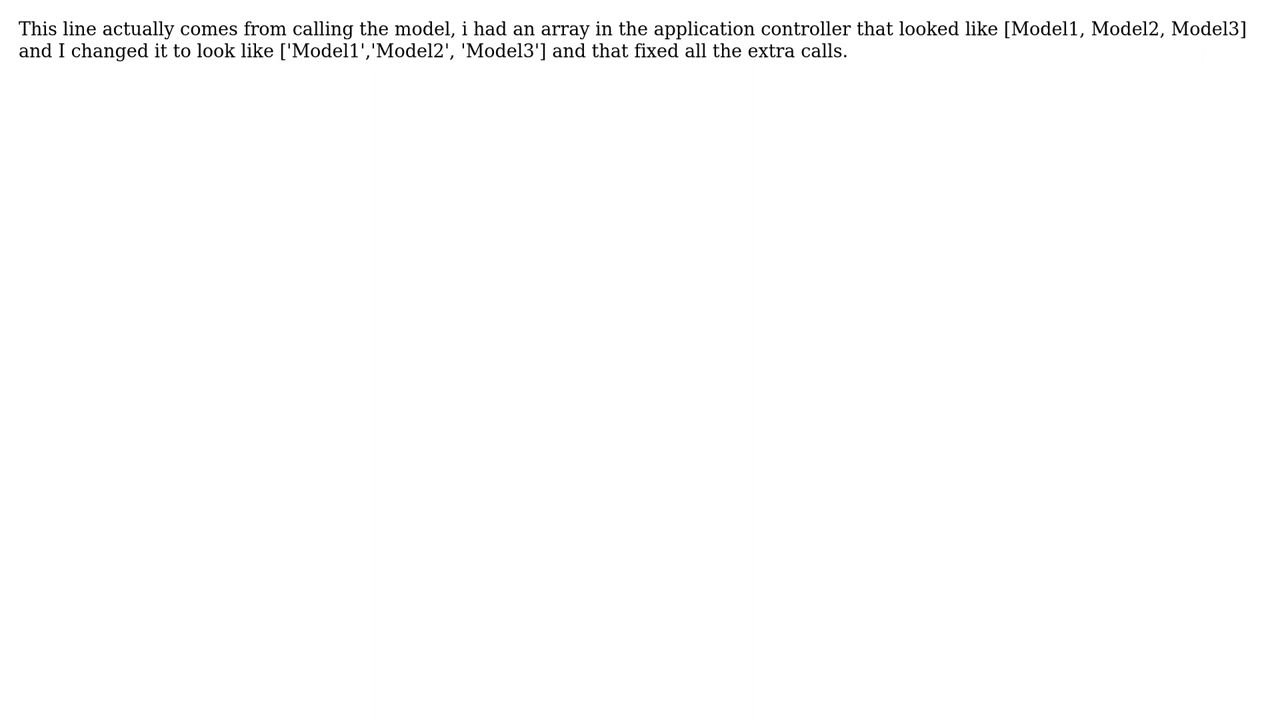 This line actually comes from calling the model, i had an array in the application controller that looked like [Model1, Model2, Model3]
and I changed it to look like ['Model1','Model2', 'Model3'] and that fixed all the extra calls.